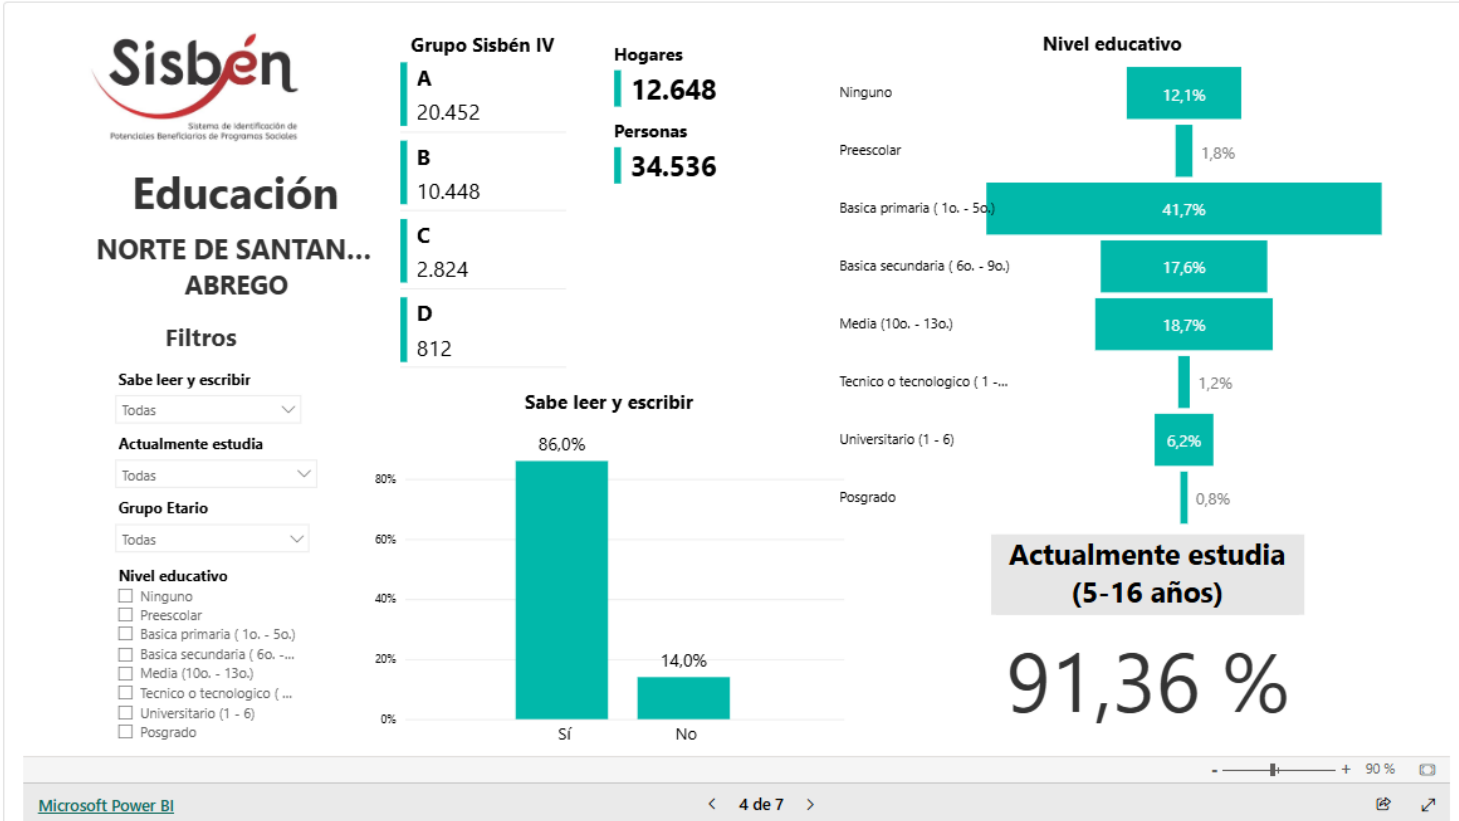 Sisbén
Sistema de Identificación de
Potenciales Beneficiarios de Programas Sociales
Educación
NORTE DE SANTAN...
ABREGO
Filtros
Sabe leer y escribir
Todas
Actualmente estudia
Todas
Grupo Etario
Todas
Nivel educativo
Ninguno
Preescolar
Basica primaria ( 1o. - 5o.)
Basica secundaria ( 6o. -...
Media (10o. - 13o.)
Tecnico o tecnologico ( ...
Universitario (1 - 6)
Posgrado
Grupo Sisbén IV
A
20.452
B
10.448
C
2.824
D
812
Hogares
12.648
Personas
34.536
Sabe leer y escribir
86,0%
14,0%
80%
60%
40%
20%
0%
Sí No
Nivel educativo
Ninguno 12,1%
Preescolar 1,8%
Basica primaria ( 1o. - 5o.) 41,7%
Basica secundaria ( 6o. - 9o.) 17,6%
Media (10o. - 13o.) 18,7%
Tecnico o tecnologico ( 1 -... 1,2%
Universitario (1 - 6) 6,2%
Posgrado 0,8%
Actualmente estudia
(5-16 años)
91,36 %
- + 90 %
Microsoft Power BI
< 4 de 7 >